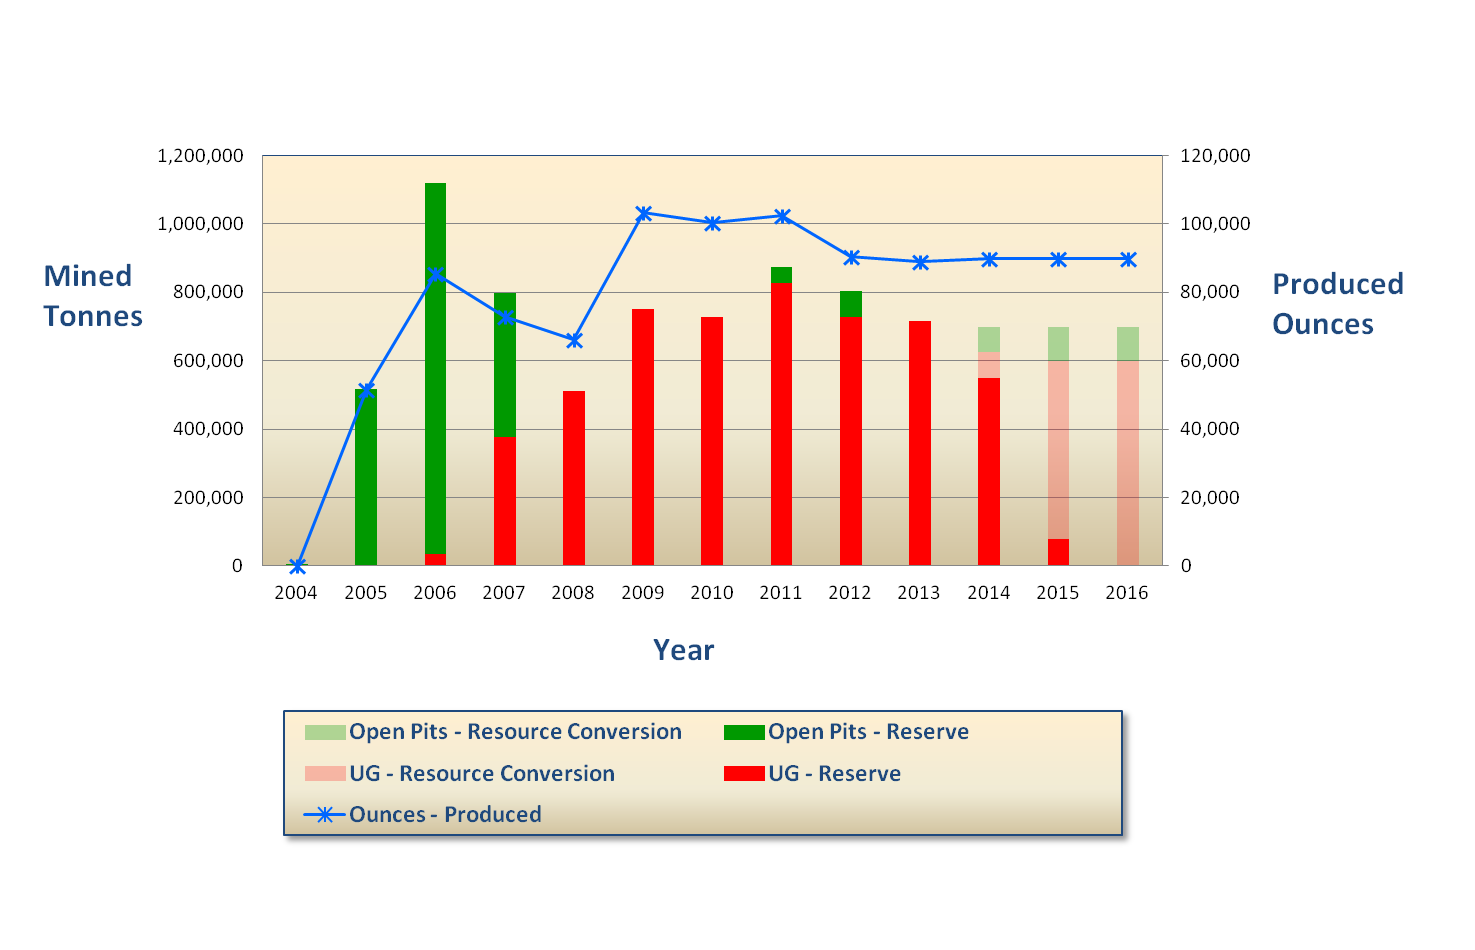 1,200,000
1,000,000
800,000
600,000
400,000
200,000
0
Mined
Tonnes
120,000
100,000
80,000
60,000
40,000
20,000
0
Produced
Ounces
2004 2005 2006 2007 2008 2009 2010 2011 2012 2013 2014 2015 2016
Year
Open Pits - Resource Conversion Open Pits - Reserve
UG - Resource Conversion UG - Reserve
Ounces - Produced